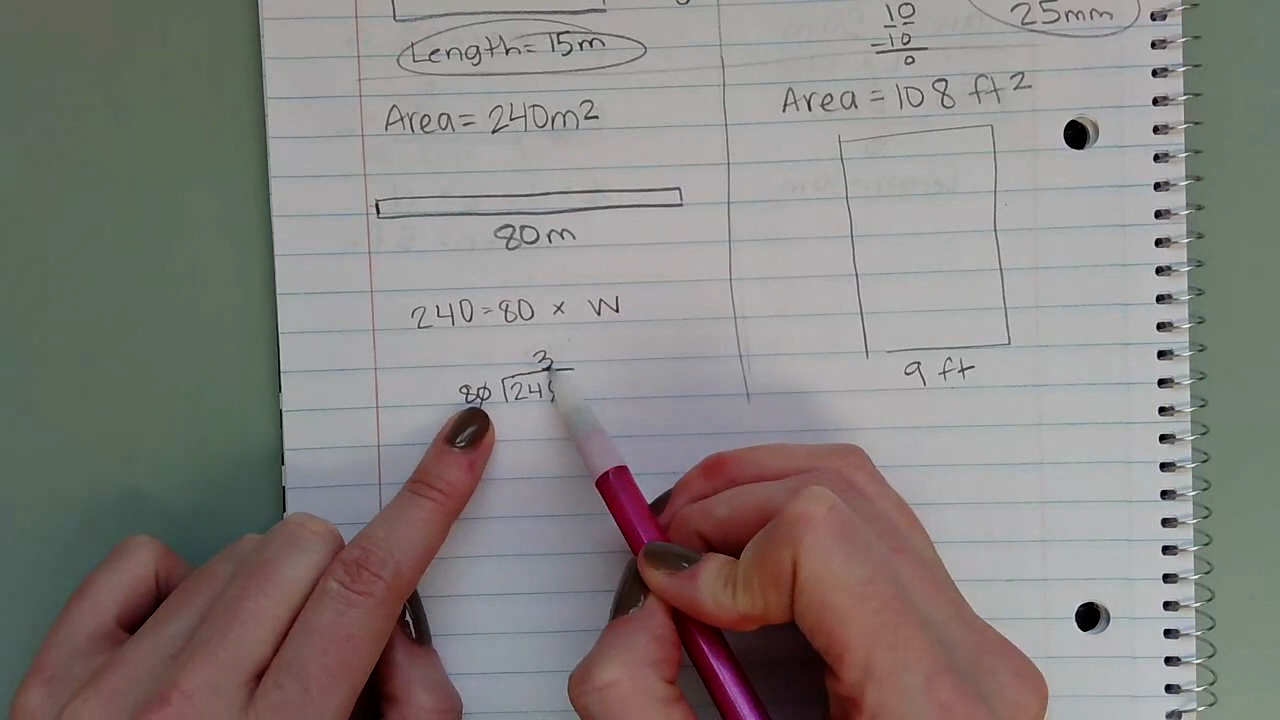 Length=15m
Area=240m2
80m
240=80 × W
3
80 240
10
-10
0
25mm
Area=108 ft2
9 ft